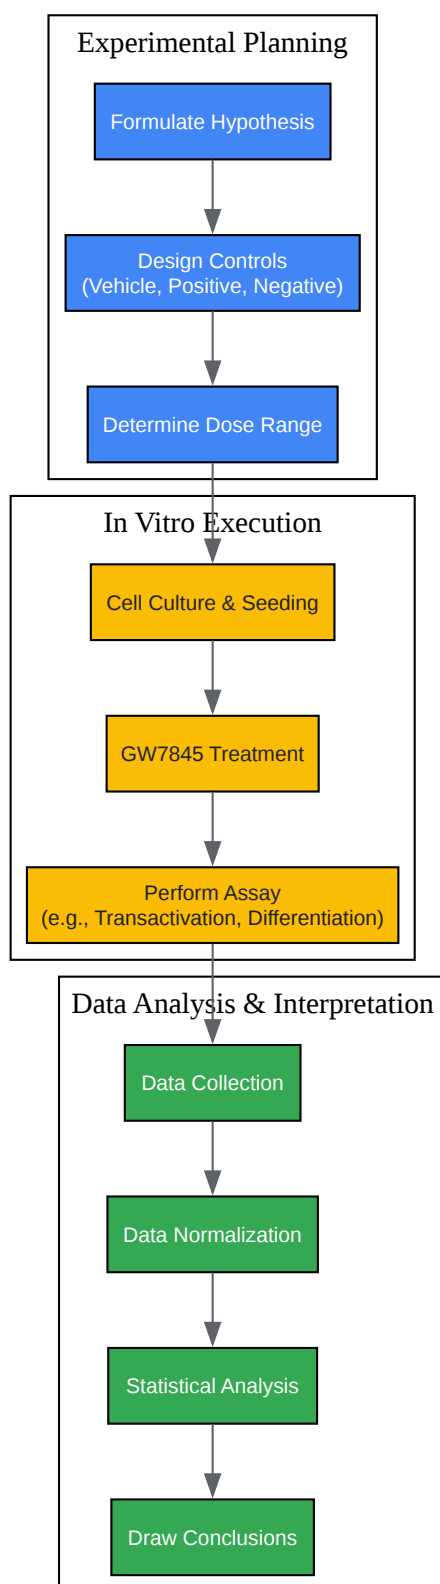 Experimental Planning
Formulate Hypothesis
Design Controls
(Vehicle, Positive, Negative)
Determine Dose Range
In Vitro Execution
Cell Culture & Seeding
GW7845 Treatment
Perform Assay
(e.g., Transactivation, Differentiation)
Data Analysis & Interpretation
Data Collection
Data Normalization
Statistical Analysis
Draw Conclusions